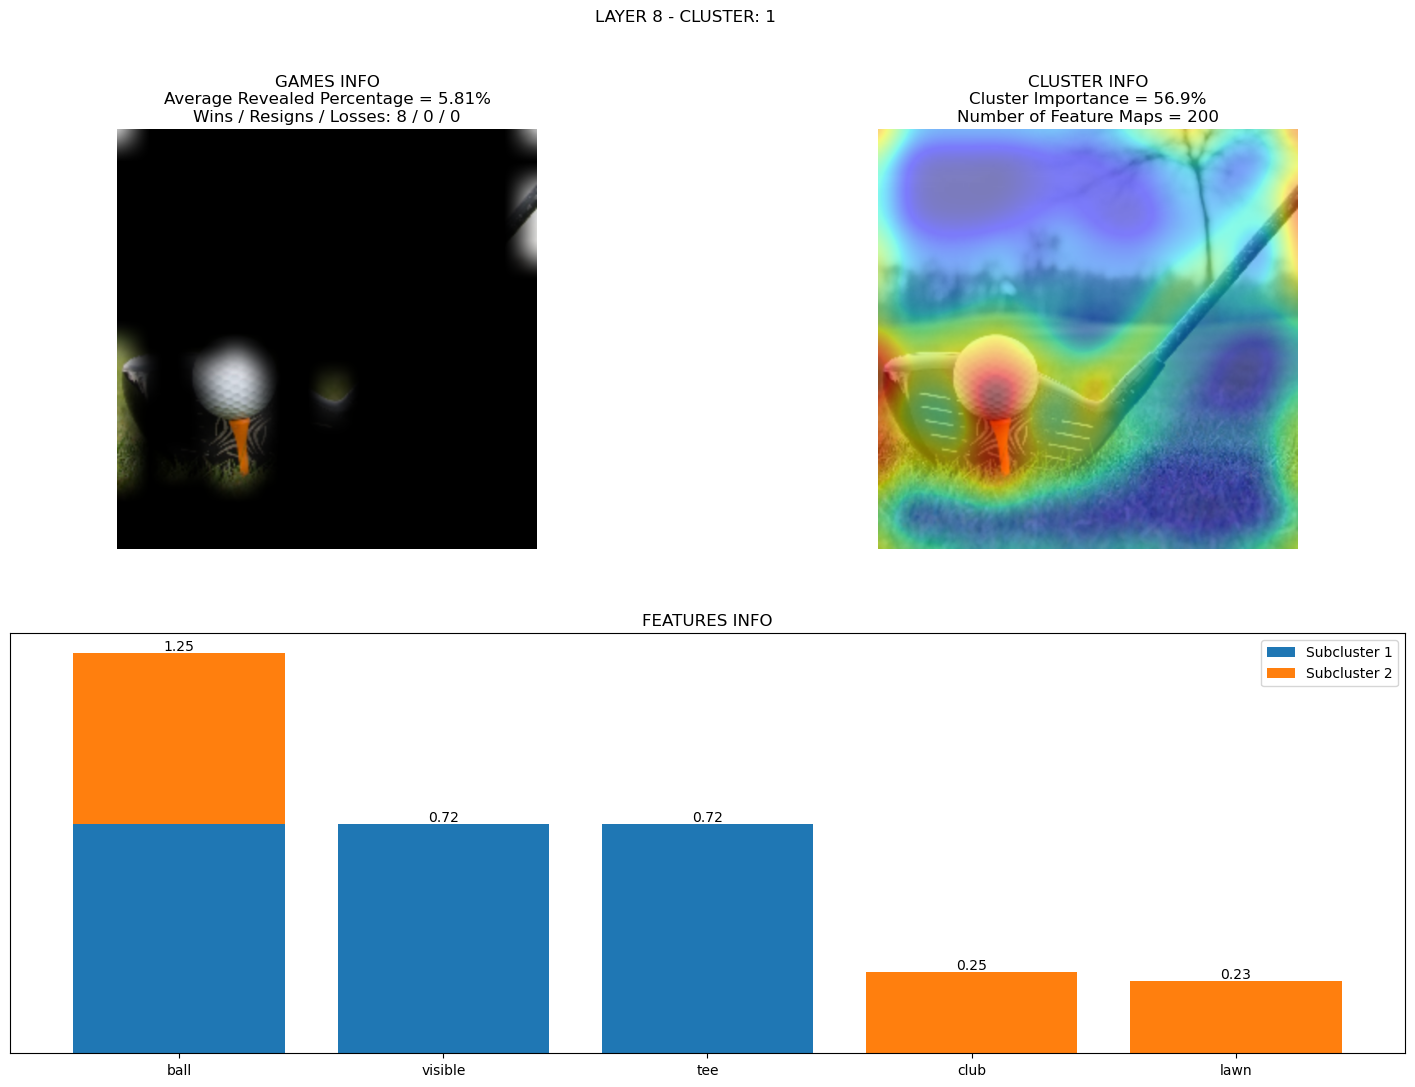 LAYER 8 - CLUSTER: 1
GAMES INFO
Average Revealed Percentage = 5.81%
Wins / Resigns / Losses: 8 / 0 / 0
CLUSTER INFO
Cluster Importance = 56.9%
Number of Feature Maps = 200
FEATURES INFO
1.25
0.72
0.72
0.25
0.23
Subcluster 1
Subcluster 2
ball
visible
tee
club
lawn